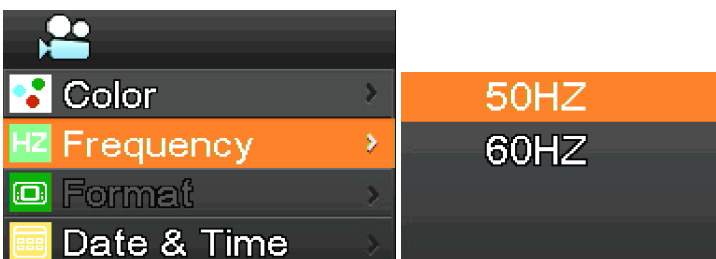 Color
50HZ
HZ Frequency
60HZ
Format
Date & Time